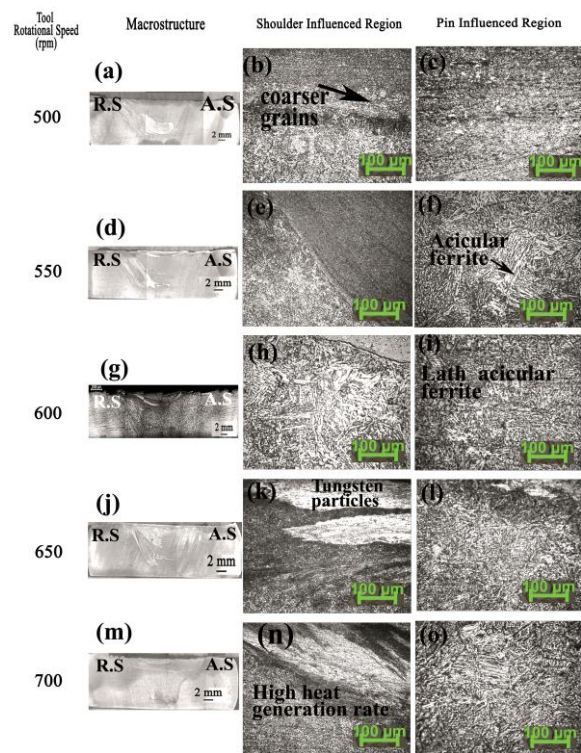 Tool
Rotational Speed
(rpm)
Macrostructure
Shoulder Influenced Region
Pin Influenced Region
500
(a)
R.S
A.S
2 mm
(b)
coarser
grains
100 µm
(c)
100 µm
550
(d)
R.S
A.S
2 mm
(e)
100 µm
(f)
Acicular
ferrite
100 µm
600
(g)
R.S
A.S
2 mm
(h)
100 µm
(i)
Lath acicular
ferrite
100 µm
650
(j)
R.S
A.S
2 mm
(k)
Tungsten
particles
100 µm
(l)
100 µm
700
(m)
R.S
A.S
2 mm
(n)
High heat
generation rate
100 µm
(o)
100 µm